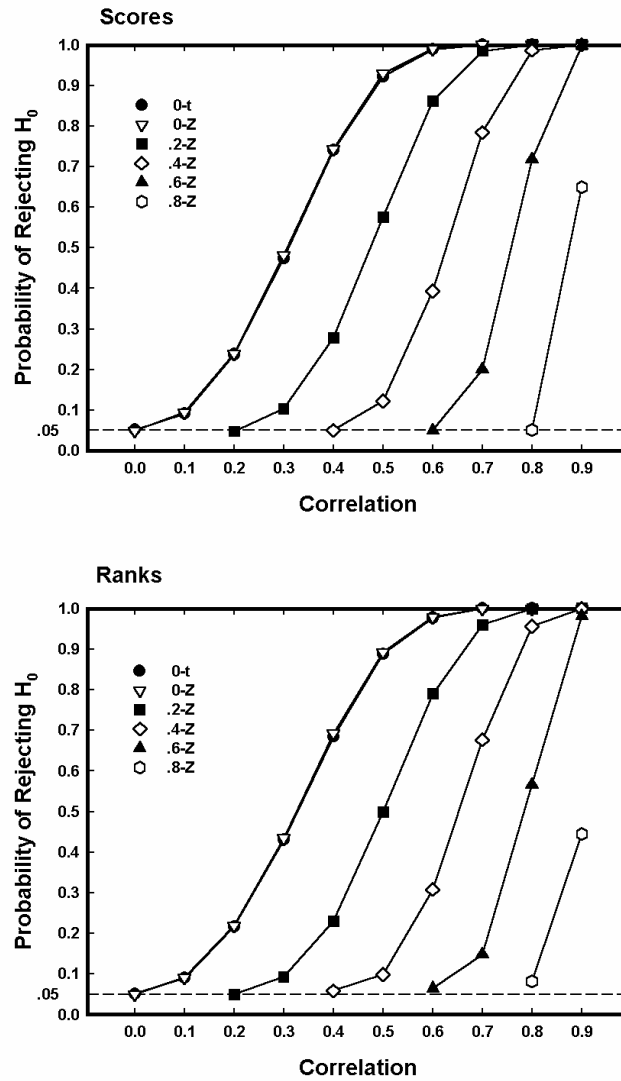 Scores
Probability of Rejecting H0
1.0
0.9
0.8
0.7
0.6
0.5
0.4
0.3
0.2
0.1
.05
0.0
0-t
0-Z
.2-Z
.4-Z
.6-Z
.8-Z
0.0 0.1 0.2 0.3 0.4 0.5 0.6 0.7 0.8 0.9
Correlation
Ranks
Probability of Rejecting H0
1.0
0.9
0.8
0.7
0.6
0.5
0.4
0.3
0.2
0.1
.05
0.0
0-t
0-Z
.2-Z
.4-Z
.6-Z
.8-Z
0.0 0.1 0.2 0.3 0.4 0.5 0.6 0.7 0.8 0.9
Correlation